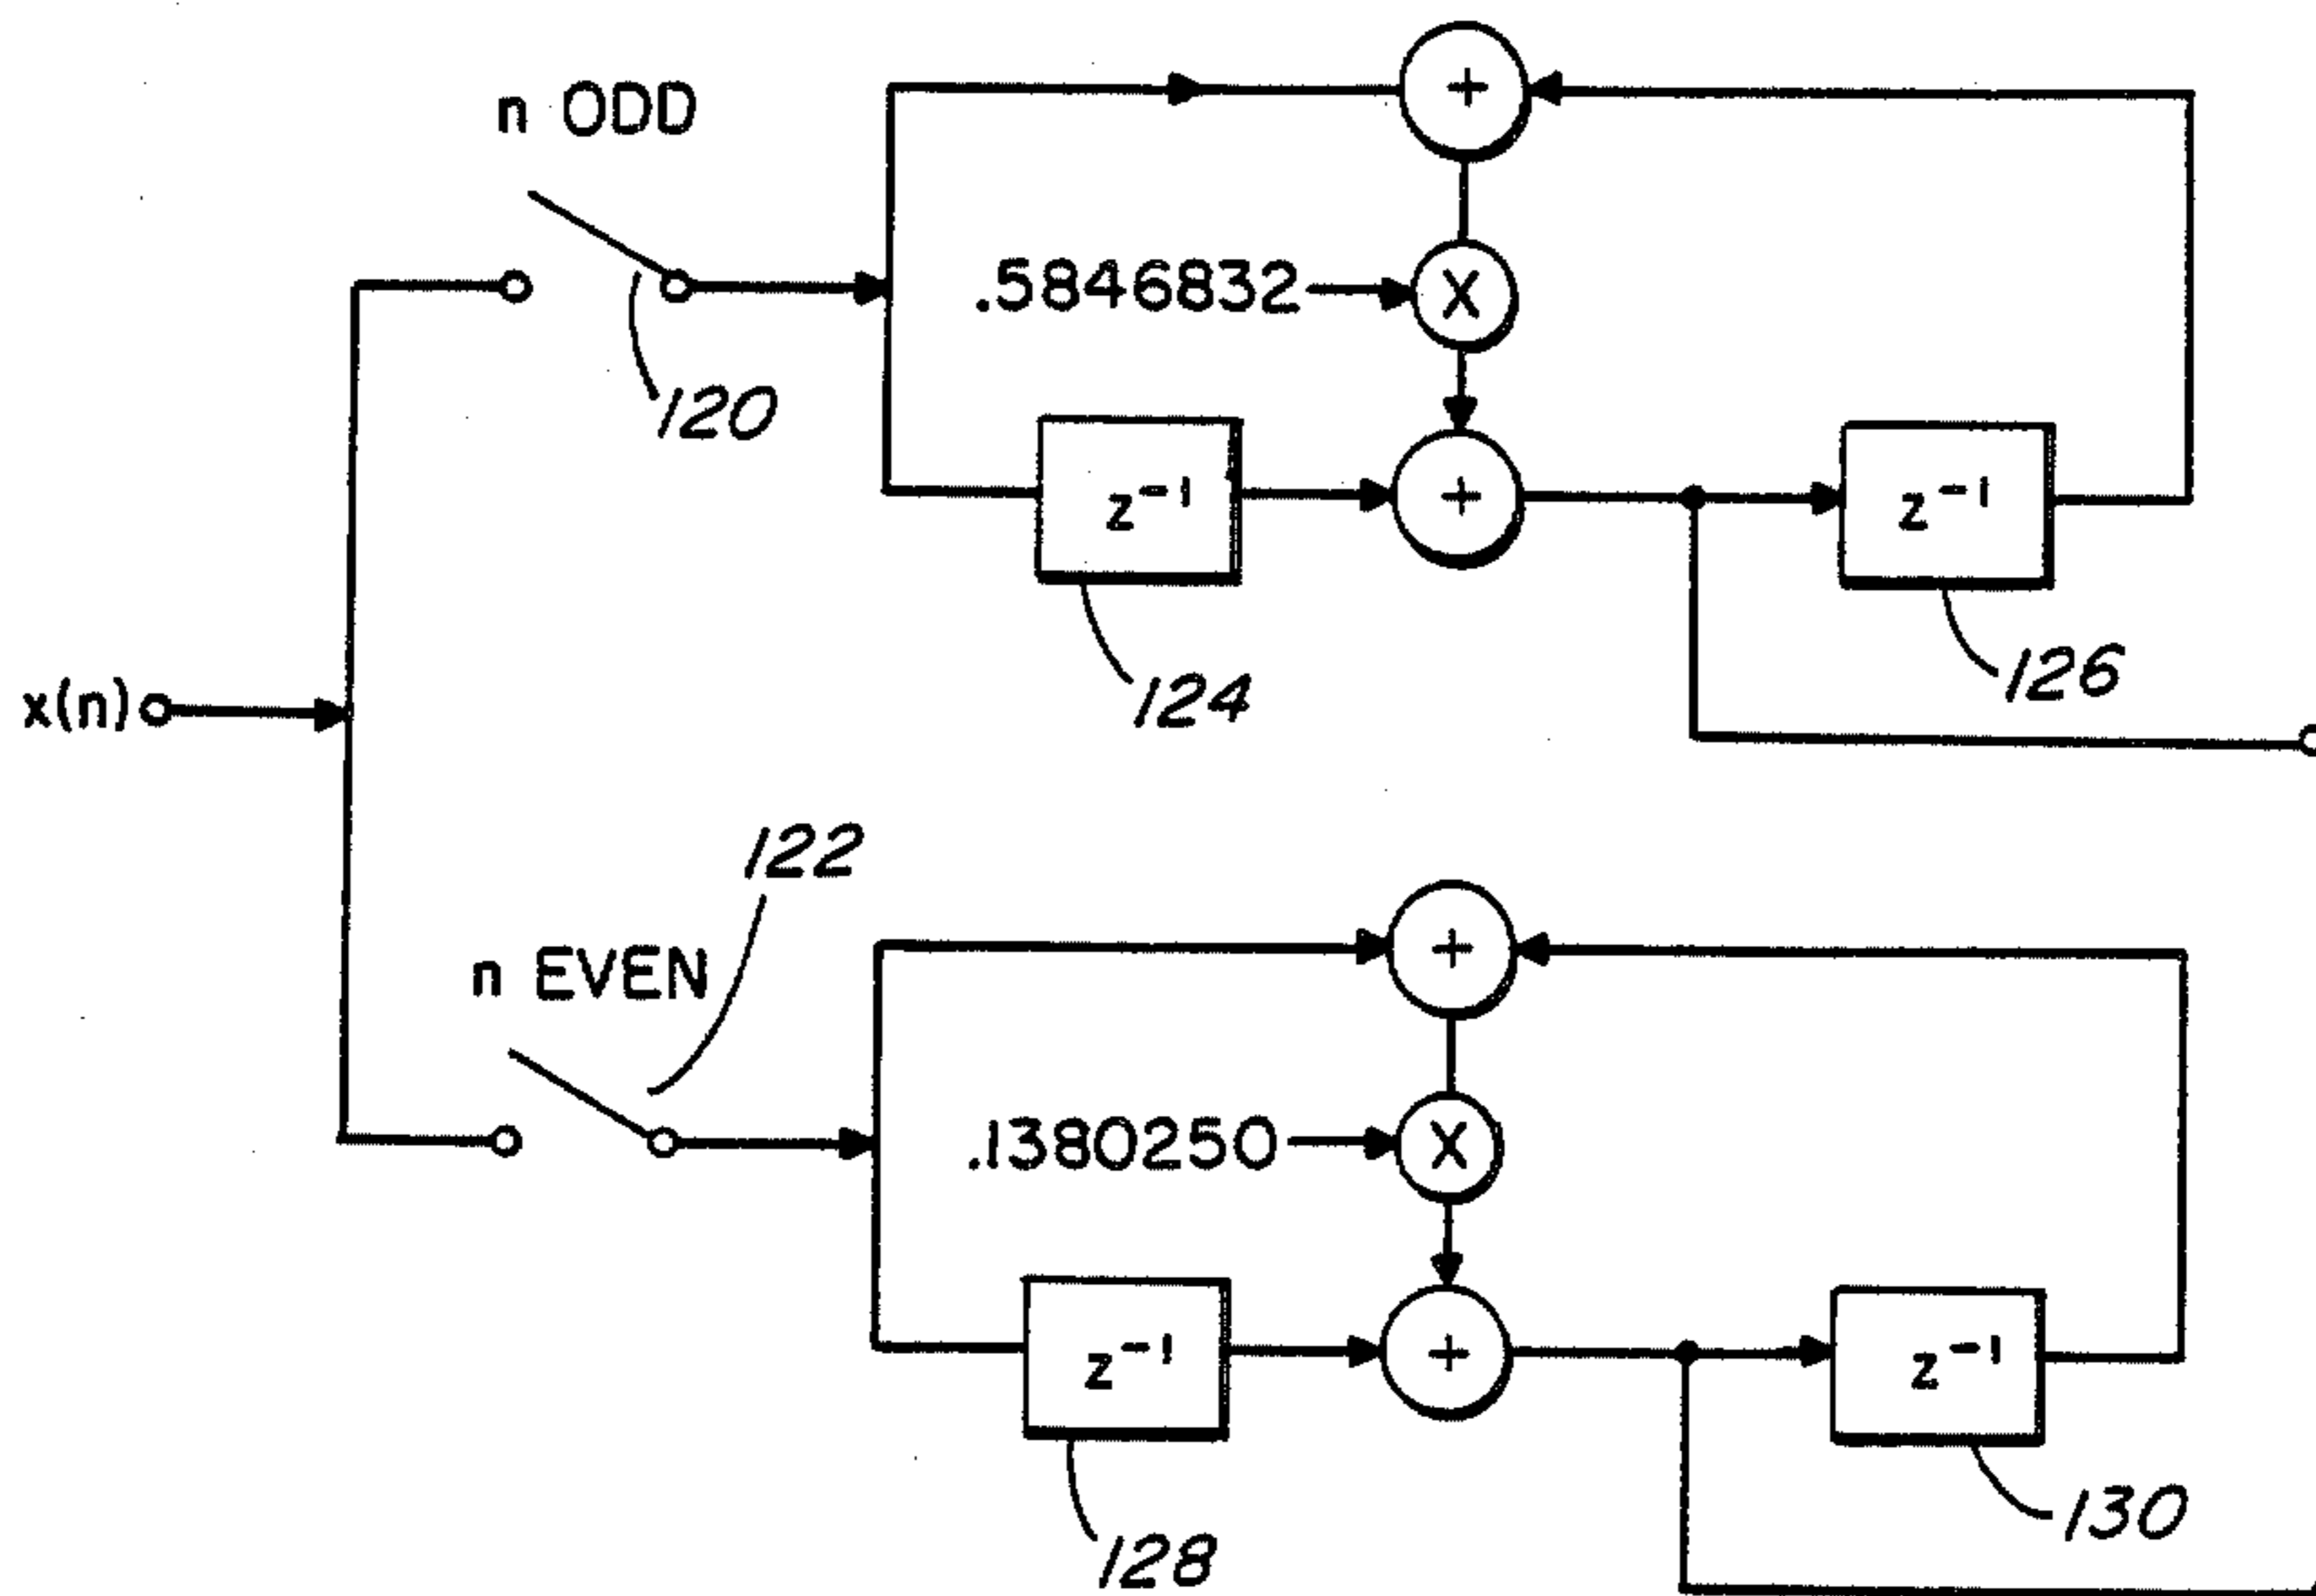 n ODD
+
.5846832
X
120
z⁻¹
+
z⁻¹
124
126
x(n)
122
+
n EVEN
.1380250
X
z⁻¹
+
z⁻¹
128
130